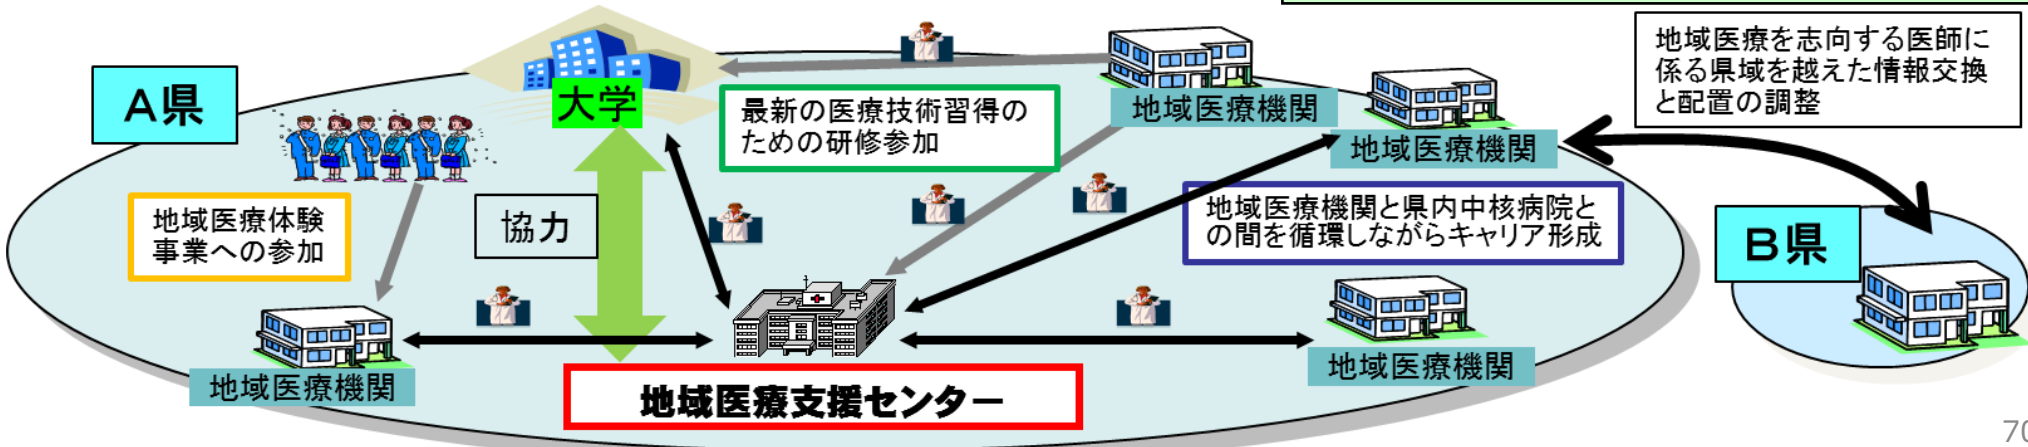 A県
大学
最新の医療技術習得の
ための研修参加
地域医療機関
地域医療機関
地域医療を志向する医師に
係る県域を越えた情報交換
と配置の調整
地域医療体験
事業への参加
協力
地域医療機関と県内中核病院と
の間を循環しながらキャリア形成
B県
地域医療機関
地域医療支援センター
地域医療機関
70